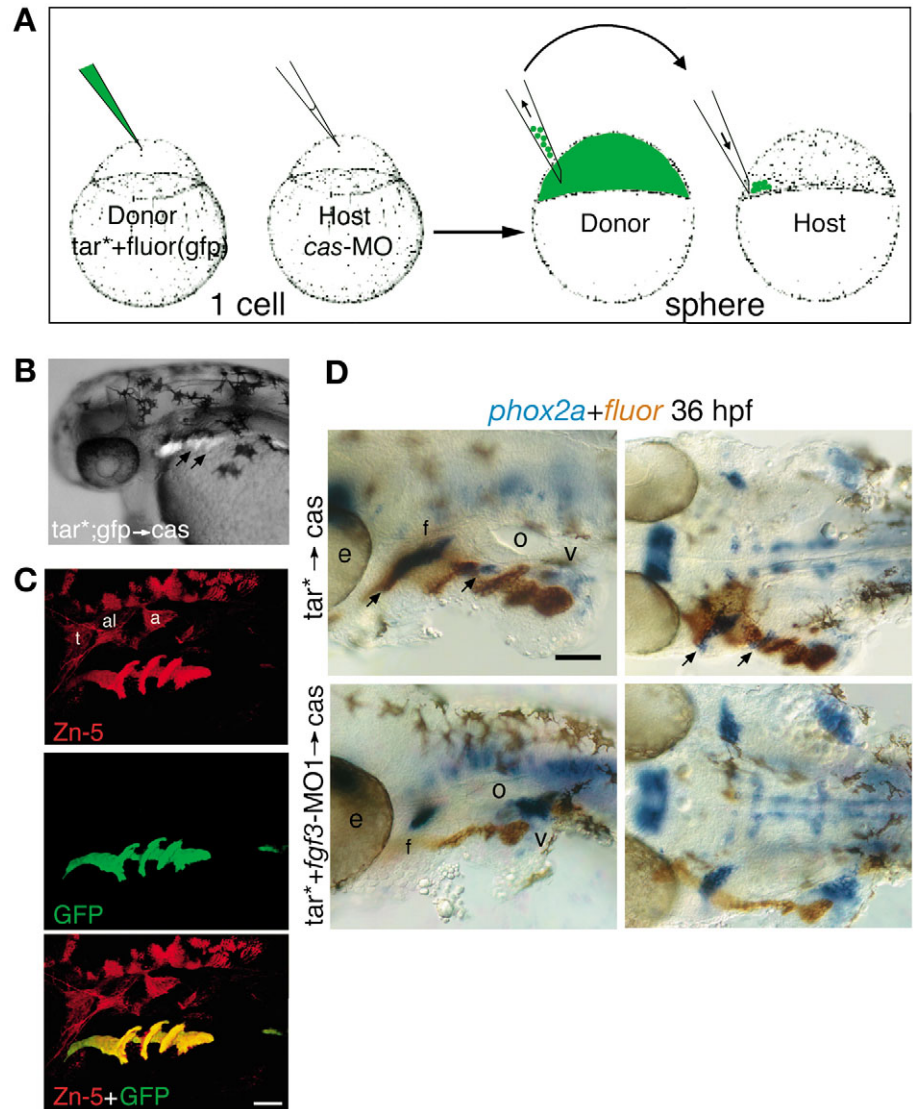 A
Donor
tar*+fluor(gfp)
Host
cas-MO
1 cell
Donor
Host
sphere
B
tar*;gfp→cas
C
t
al
a
Zn-5
GFP
Zn-5+GFP
D
phox2a+fluor 36 hpf
tar* → cas
e
f
o
v
tar*+fgf3-MO1→cas
e
f
o
v